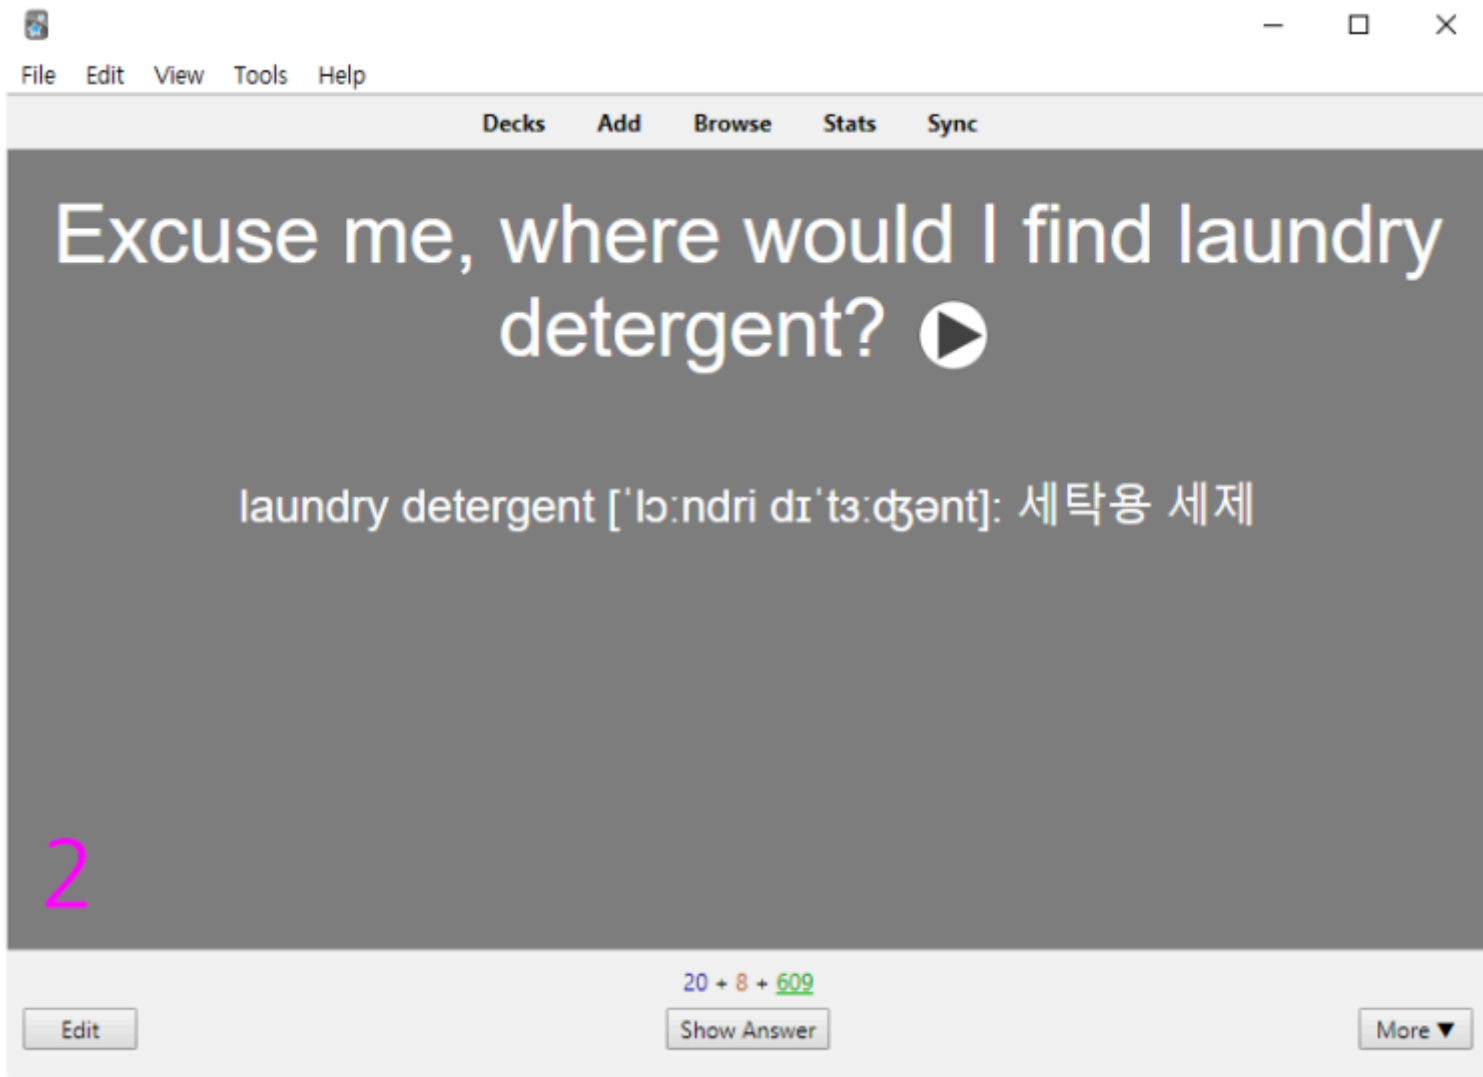 File Edit View Tools Help
Decks Add Browse Stats Sync
Excuse me, where would I find laundry
detergent?
laundry detergent [ˈlɔːndri dɪˈtɜːʤənt]: 세탁용 세제
2
20 + 8 + 609
Edit Show Answer More ▼